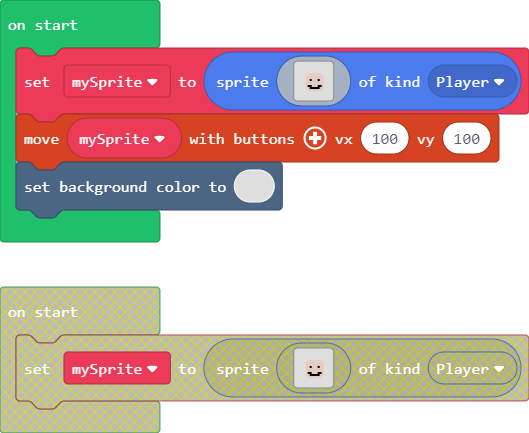 on start
set mySprite to sprite of kind Player
move mySprite with buttons vx 100 vy 100
set background color to
on start
set mySprite to sprite of kind Player